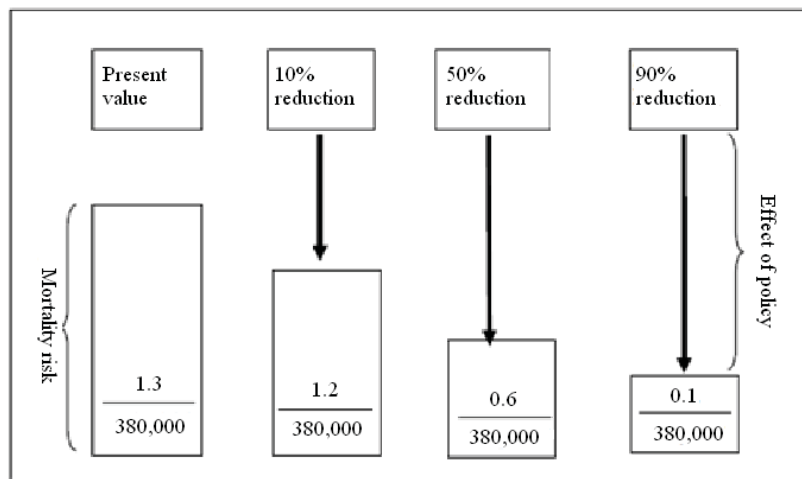 Present
value
10%
reduction
50%
reduction
90%
reduction
Mortality risk
1.3
380,000
1.2
380,000
0.6
380,000
0.1
380,000
Effect of policy